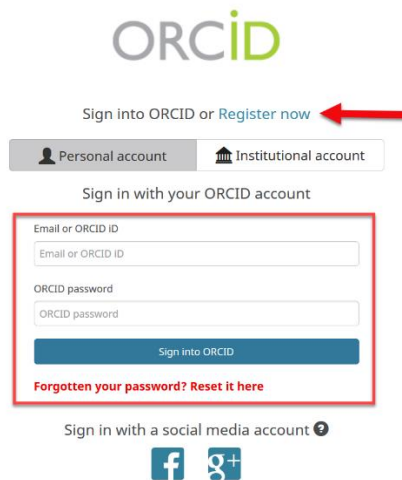 ORCiD
Sign into ORCID or Register now
Personal account Institutional account
Sign in with your ORCID account
Email or ORCID iD
Email or ORCID iD
ORCID password
ORCID password
Sign into ORCID
Forgotten your password? Reset it here
Sign in with a social media account ?
f g+